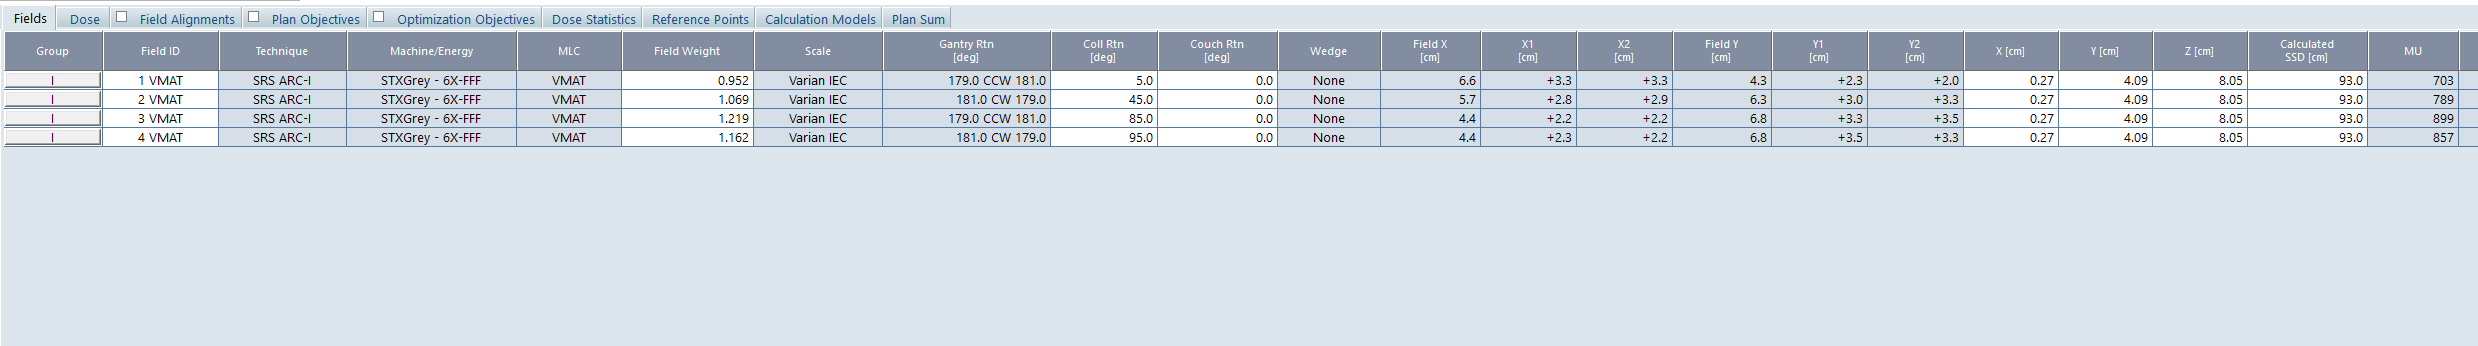 Fields Dose Field Alignments Plan Objectives Optimization Objectives Dose Statistics Reference Points Calculation Models Plan Sum
Group Field ID Technique Machine/Energy MLC Field Weight Scale Gantry Rtn [deg] Coll Rtn [deg] Couch Rtn [deg] Wedge Field X [cm] X1 [cm] X2 [cm] Field Y [cm] Y1 [cm] Y2 [cm] X [cm] Y [cm] Z [cm] Calculated SSD [cm] MU
I 1 VMAT SRS ARC-I STXGrey - 6X-FFF VMAT 0.952 Varian IEC 179.0 CCW 181.0 5.0 0.0 None 6.6 +3.3 +3.3 4.3 +2.3 +2.0 0.27 4.09 8.05 93.0 703
I 2 VMAT SRS ARC-I STXGrey - 6X-FFF VMAT 1.069 Varian IEC 181.0 CW 179.0 45.0 0.0 None 5.7 +2.8 +2.9 6.3 +3.0 +3.3 0.27 4.09 8.05 93.0 789
I 3 VMAT SRS ARC-I STXGrey - 6X-FFF VMAT 1.219 Varian IEC 179.0 CCW 181.0 85.0 0.0 None 4.4 +2.2 +2.2 6.8 +3.3 +3.5 0.27 4.09 8.05 93.0 899
I 4 VMAT SRS ARC-I STXGrey - 6X-FFF VMAT 1.162 Varian IEC 181.0 CW 179.0 95.0 0.0 None 4.4 +2.3 +2.2 6.8 +3.5 +3.3 0.27 4.09 8.05 93.0 857